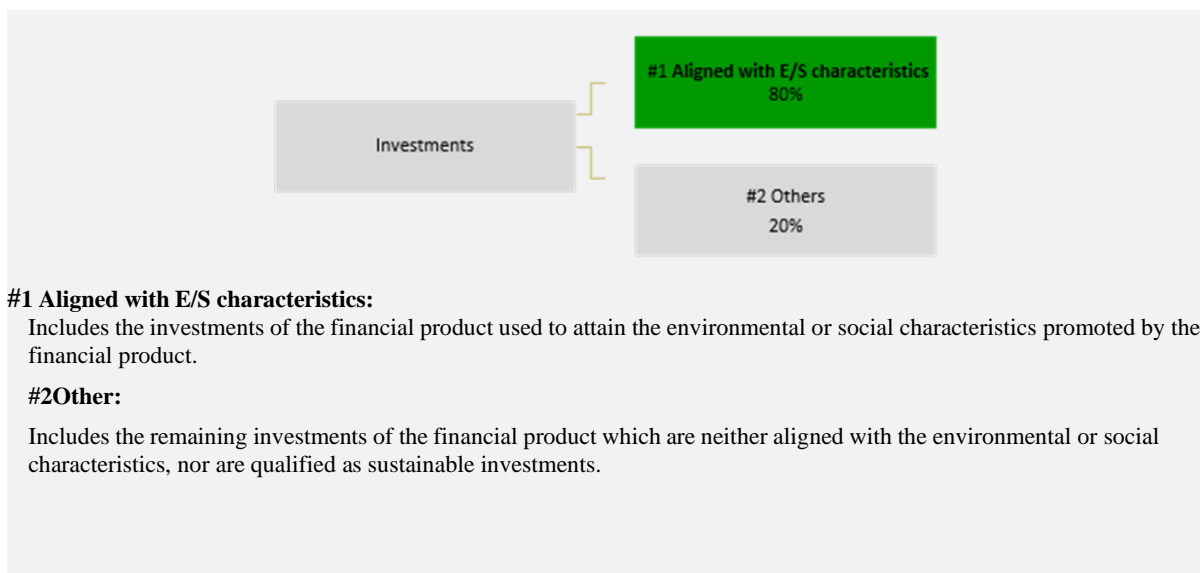 #1 Aligned with E/S characteristics
80%
Investments
#2 Others
20%
#1 Aligned with E/S characteristics:
Includes the investments of the financial product used to attain the environmental or social characteristics promoted by the
financial product.
#2Other:
Includes the remaining investments of the financial product which are neither aligned with the environmental or social
characteristics, nor are qualified as sustainable investments.